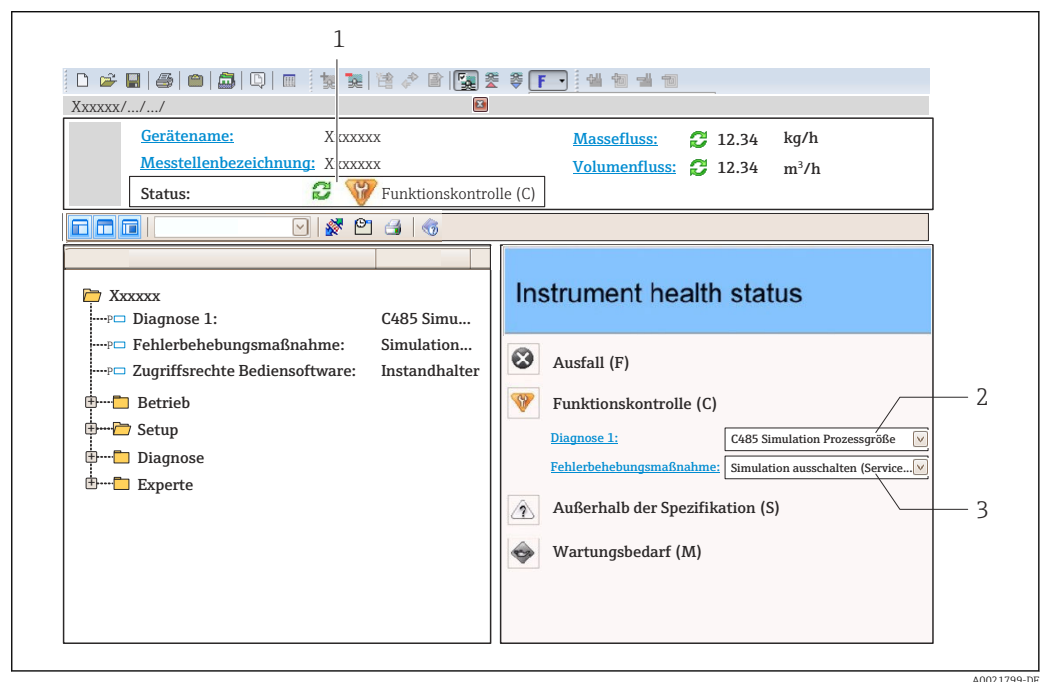 1
F
Xxxxxx/.../.../
Gerätename: Xxxxxxx Massefluss: 12.34 kg/h
Messtellenbezeichnung: Xxxxxxx Volumenfluss: 12.34 m³/h
Status: Funktionskontrolle (C)
Xxxxxx
P Diagnose 1: C485 Simu...
P Fehlerbehebungsmaßnahme: Simulation...
P Zugriffsrechte Bediensoftware: Instandhalter
Betrieb
Setup
Diagnose
Experte
Instrument health status
Ausfall (F)
Funktionskontrolle (C)
2
Diagnose 1: C485 Simulation Prozessgröße
Fehlerbehebungsmaßnahme: Simulation ausschalten (Service...
Außerhalb der Spezifikation (S)
3
Wartungsbedarf (M)
A0021799-DE